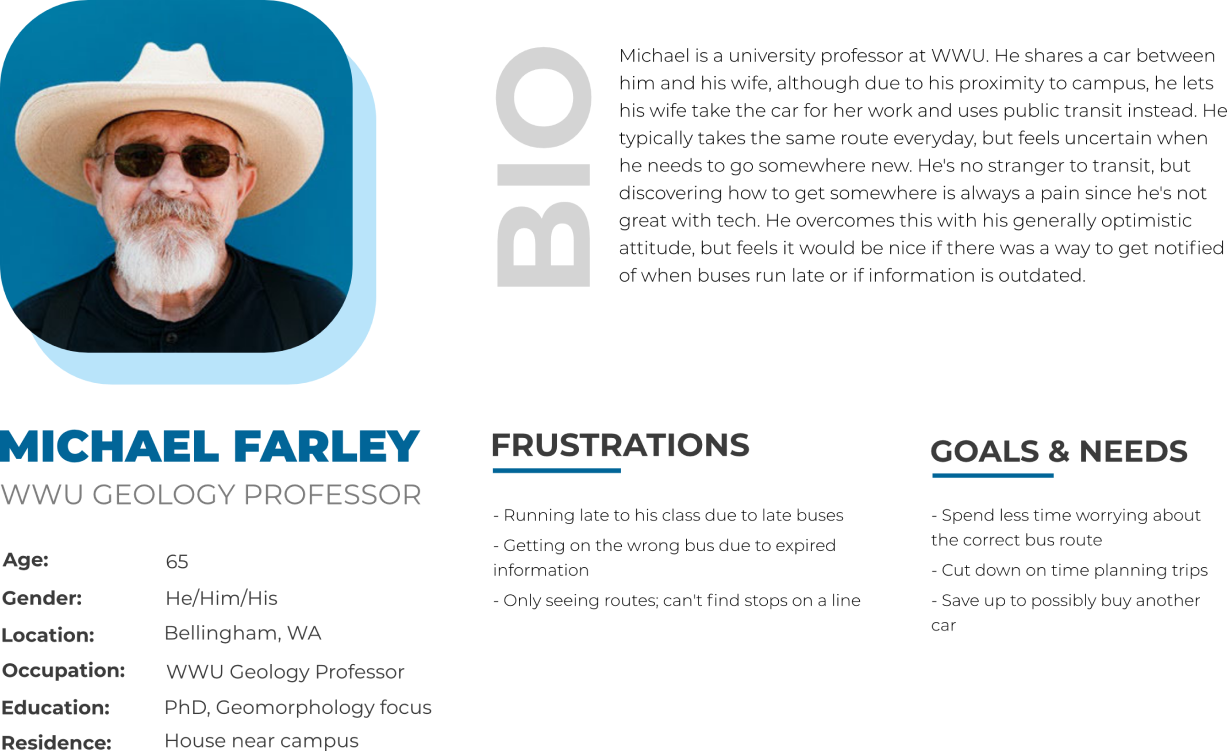 BIO
Michael is a university professor at WWU. He shares a car between
him and his wife, although due to his proximity to campus, he lets
his wife take the car for her work and uses public transit instead. He
typically takes the same route everyday, but feels uncertain when
he needs to go somewhere new. He's no stranger to transit, but
discovering how to get somewhere is always a pain since he's not
great with tech. He overcomes this with his generally optimistic
attitude, but feels it would be nice if there was a way to get notified
of when buses run late or if information is outdated.
MICHAEL FARLEY
WWU GEOLOGY PROFESSOR
Age: 65
Gender: He/Him/His
Location: Bellingham, WA
Occupation: WWU Geology Professor
Education: PhD, Geomorphology focus
Residence: House near campus
FRUSTRATIONS
- Running late to his class due to late buses
- Getting on the wrong bus due to expired
information
- Only seeing routes; can't find stops on a line
GOALS & NEEDS
- Spend less time worrying about
the correct bus route
- Cut down on time planning trips
- Save up to possibly buy another
car